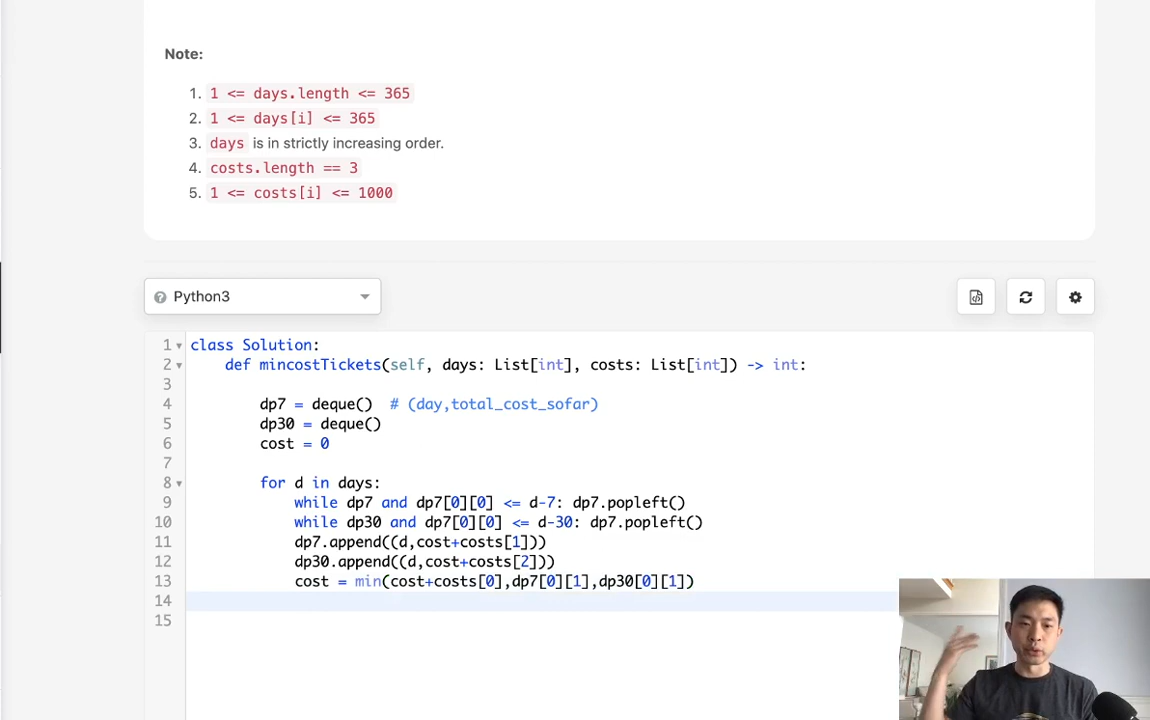 Note:
1. 1 <= days.length <= 365
2. 1 <= days[i] <= 365
3. days is in strictly increasing order.
4. costs.length == 3
5. 1 <= costs[i] <= 1000
Python3
1 class Solution:
2 def mincostTickets(self, days: List[int], costs: List[int]) -> int:
3
4 dp7 = deque() # (day,total_cost_sofar)
5 dp30 = deque()
6 cost = 0
7
8 for d in days:
9 while dp7 and dp7[0][0] <= d-7: dp7.popleft()
10 while dp30 and dp7[0][0] <= d-30: dp7.popleft()
11 dp7.append((d,cost+costs[1]))
12 dp30.append((d,cost+costs[2]))
13 cost = min(cost+costs[0],dp7[0][1],dp30[0][1])
14
15